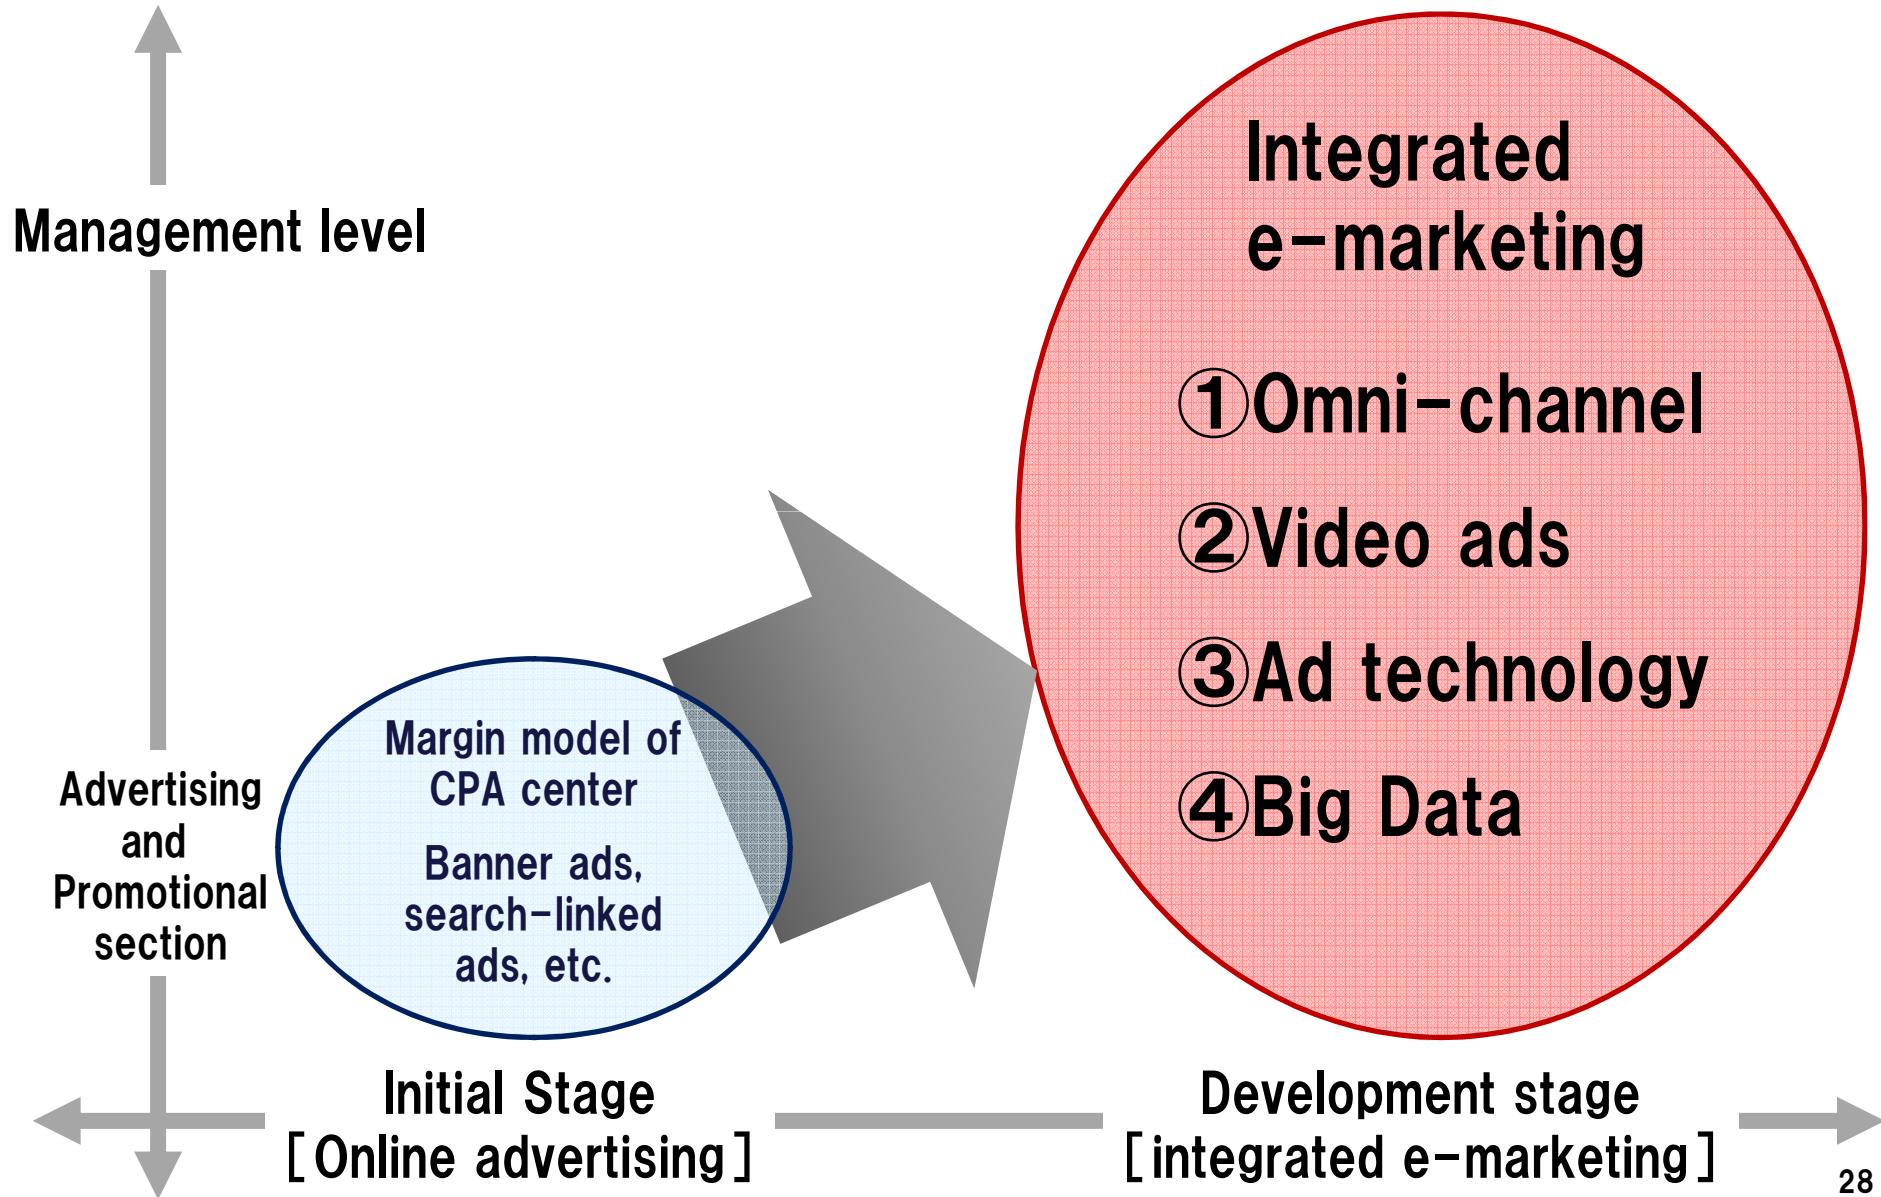 Management level
Advertising
and
Promotional
section
Margin model of
CPA center
Banner ads,
search-linked
ads, etc.
Integrated
e-marketing
①Omni-channel
②Video ads
③Ad technology
④Big Data
Initial Stage
[Online advertising]
Development stage
[integrated e-marketing]
28